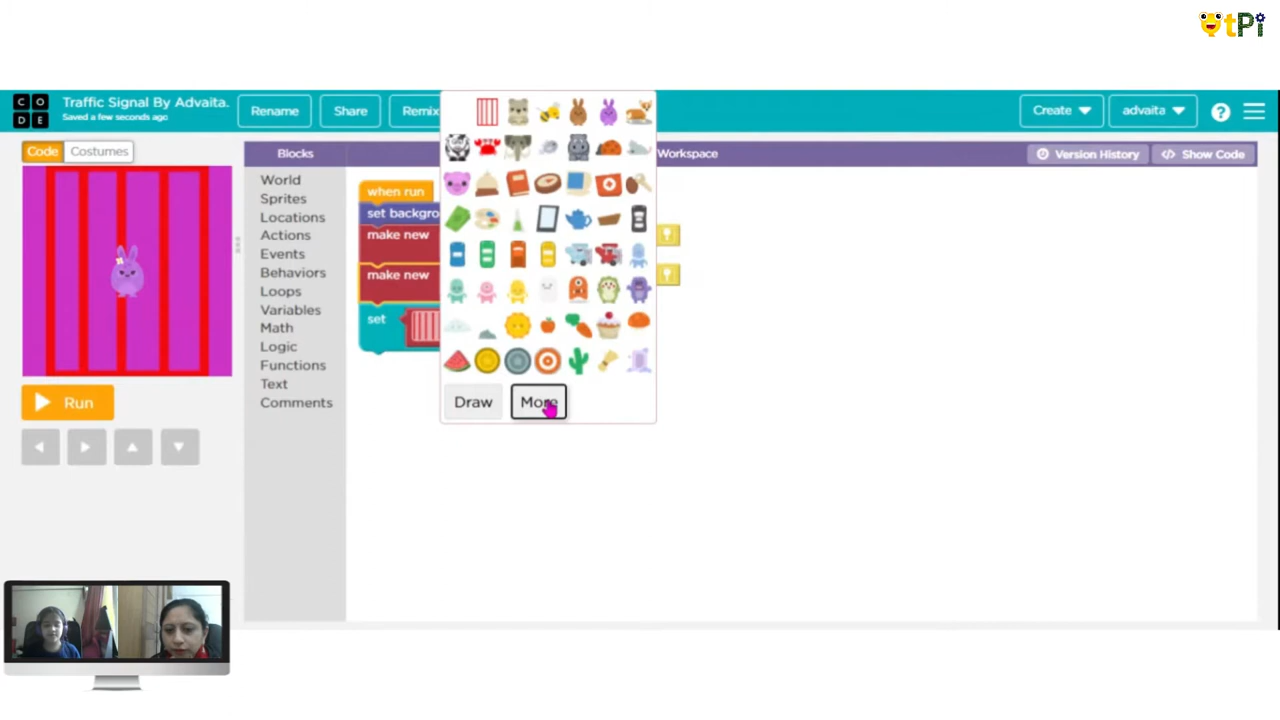 tPi
CODE
Traffic Signal By Advaita.
Saved a few seconds ago
Rename
Share
Remix
Create
advaita
?
Code
Costumes
Blocks
Workspace
Version History
Show Code
World
Sprites
Locations
Actions
Events
Behaviors
Loops
Variables
Math
Logic
Functions
Text
Comments
when run
set backgro
make new
make new
set
Run
Draw
More